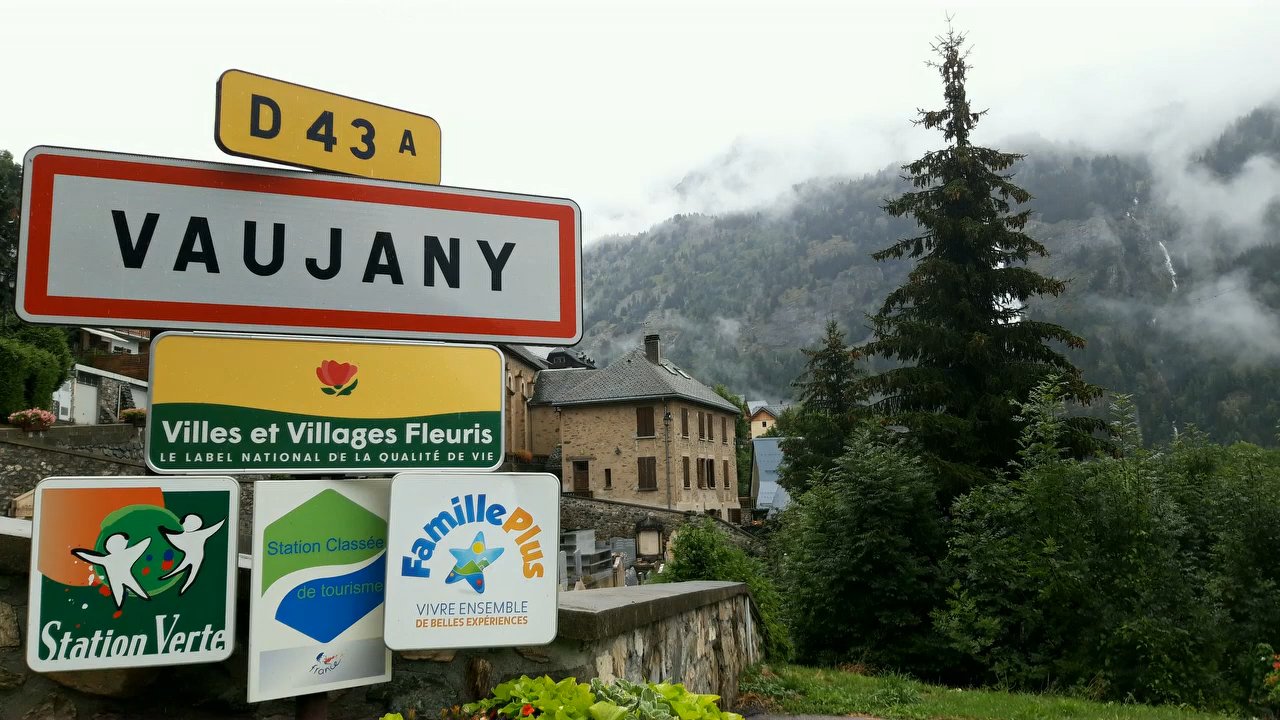 D 43 A
VAUJANY
Villes et Villages Fleuris
LE LABEL NATIONAL DE LA QUALITÉ DE VIE
Station Verte
Station Classée
de tourisme
France
FamillePlus
VIVRE ENSEMBLE
DE BELLES EXPÉRIENCES